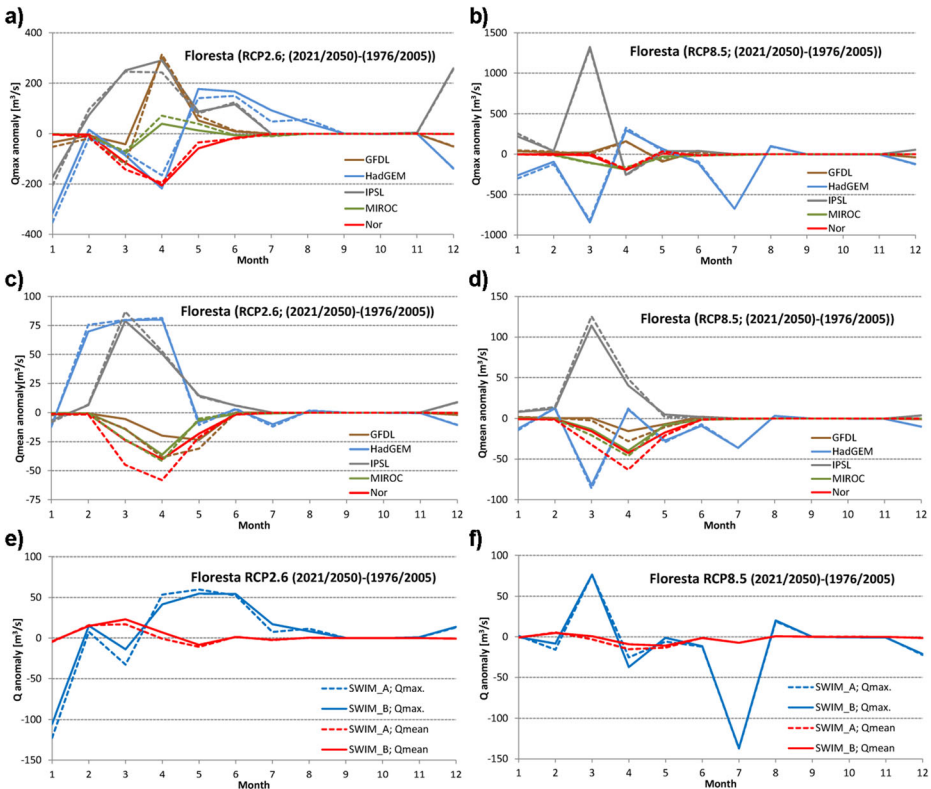 a)
Floresta (RCP2.6; (2021/2050)-(1976/2005))
Qmax anomaly [m³/s]
400
200
0
-200
-400
GFDL
HadGEM
IPSL
MIROC
Nor
1 2 3 4 5 6 7 8 9 10 11 12
Month
b)
Floresta (RCP8.5; (2021/2050)-(1976/2005))
Qmax anomaly [m³/s]
1500
1000
500
0
-500
-1000
GFDL
HadGEM
IPSL
MIROC
Nor
1 2 3 4 5 6 7 8 9 10 11 12
Month
c)
Floresta (RCP2.6; (2021/2050)-(1976/2005))
Qmean anomaly[m³/s]
100
75
50
25
0
-25
-50
-75
GFDL
HadGEM
IPSL
MIROC
Nor
1 2 3 4 5 6 7 8 9 10 11 12
Month
d)
Floresta (RCP8.5; (2021/2050)-(1976/2005))
Qmean anomaly [m³/s]
150
100
50
0
-50
-100
GFDL
HadGEM
IPSL
MIROC
Nor
1 2 3 4 5 6 7 8 9 10 11 12
Month
e)
Floresta RCP2.6 (2021/2050)-(1976/2005)
Q anomaly [m³/s]
100
50
0
-50
-100
-150
SWIM_A; Qmax.
SWIM_B; Qmax.
SWIM_A; Qmean
SWIM_B; Qmean
1 2 3 4 5 6 7 8 9 10 11 12
Month
f)
Floresta RCP8.5 (2021/2050)-(1976/2005)
Q anomaly [m³/s]
100
50
0
-50
-100
-150
SWIM_A; Qmax.
SWIM_B; Qmax.
SWIM_A; Qmean
SWIM_B; Qmean
1 2 3 4 5 6 7 8 9 10 11 12
Month